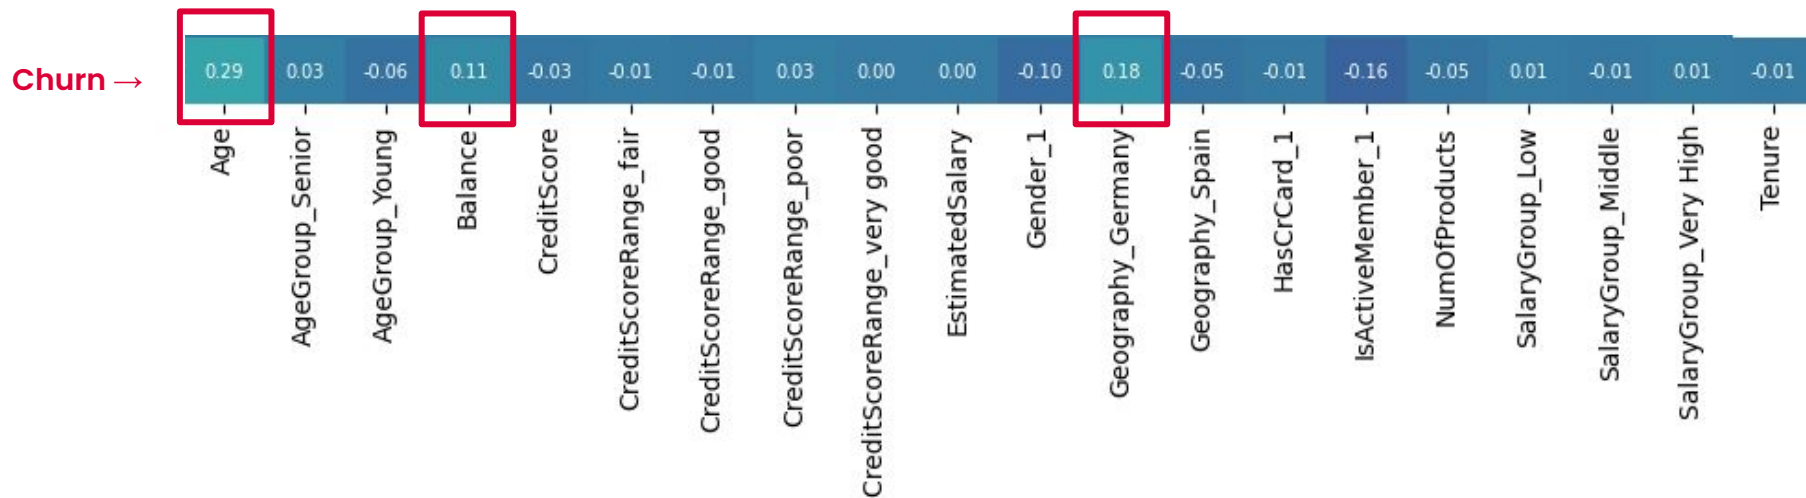 Churn →
0.29 0.03 -0.06 0.11 -0.03 -0.01 -0.01 0.03 0.00 0.00 -0.10 0.18 -0.05 -0.01 -0.16 -0.05 0.01 -0.01 0.01 -0.01
Age
AgeGroup_Senior
AgeGroup_Young
Balance
CreditScore
CreditScoreRange_fair
CreditScoreRange_good
CreditScoreRange_poor
CreditScoreRange_very good
EstimatedSalary
Gender_1
Geography_Germany
Geography_Spain
HasCrCard_1
IsActiveMember_1
NumOfProducts
SalaryGroup_Low
SalaryGroup_Middle
SalaryGroup_Very High
Tenure